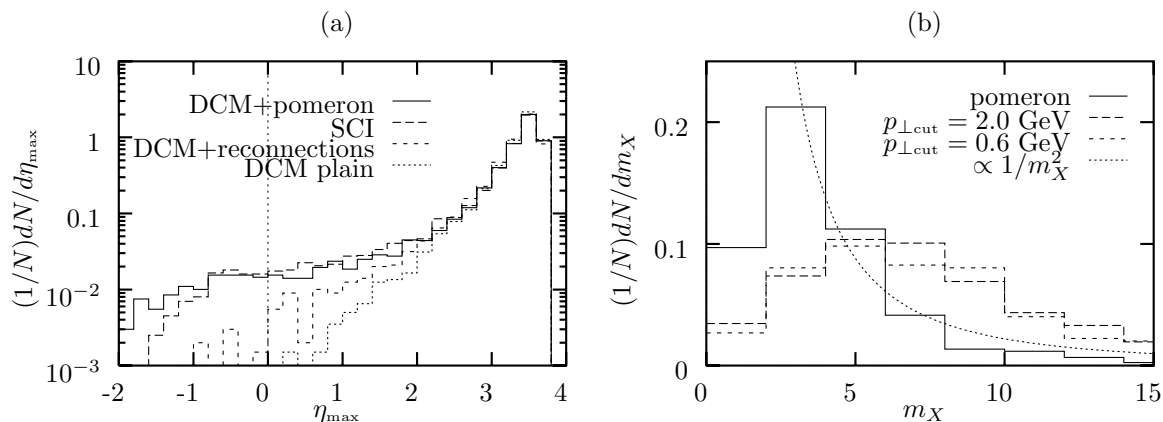 (a)
(1/N)dN/dη_max
10
1
0.1
10⁻²
10⁻³
DCM+pomeron
SCI
DCM+reconnections
DCM plain
-2 -1 0 1 2 3 4
η_max
(b)
(1/N)dN/dm_X
0.2
0.1
0
pomeron
p_⊥cut = 2.0 GeV
p_⊥cut = 0.6 GeV
∝ 1/m_X²
0 5 10 15
m_X